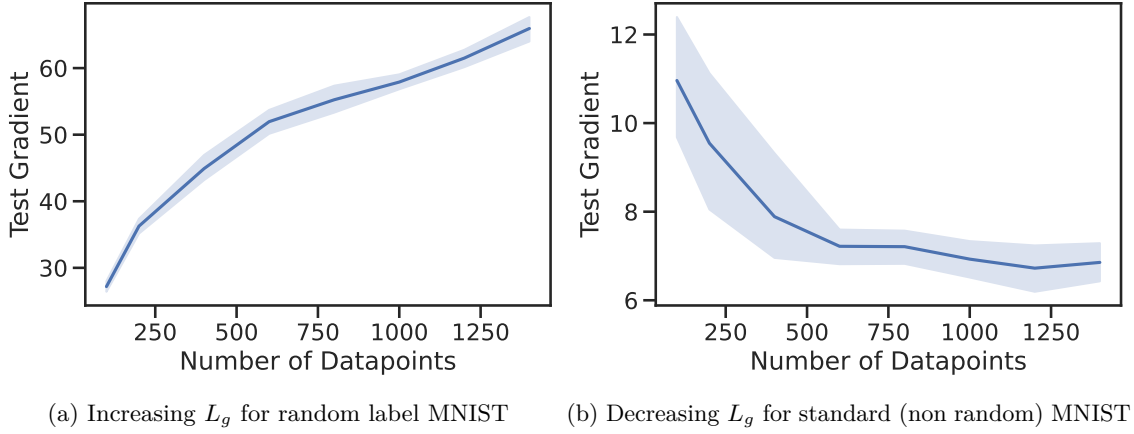 60
50
40
30
Test Gradient
250 500 750 1000 1250
Number of Datapoints
(a) Increasing L_g for random label MNIST
12
10
8
6
Test Gradient
250 500 750 1000 1250
Number of Datapoints
(b) Decreasing L_g for standard (non random) MNIST